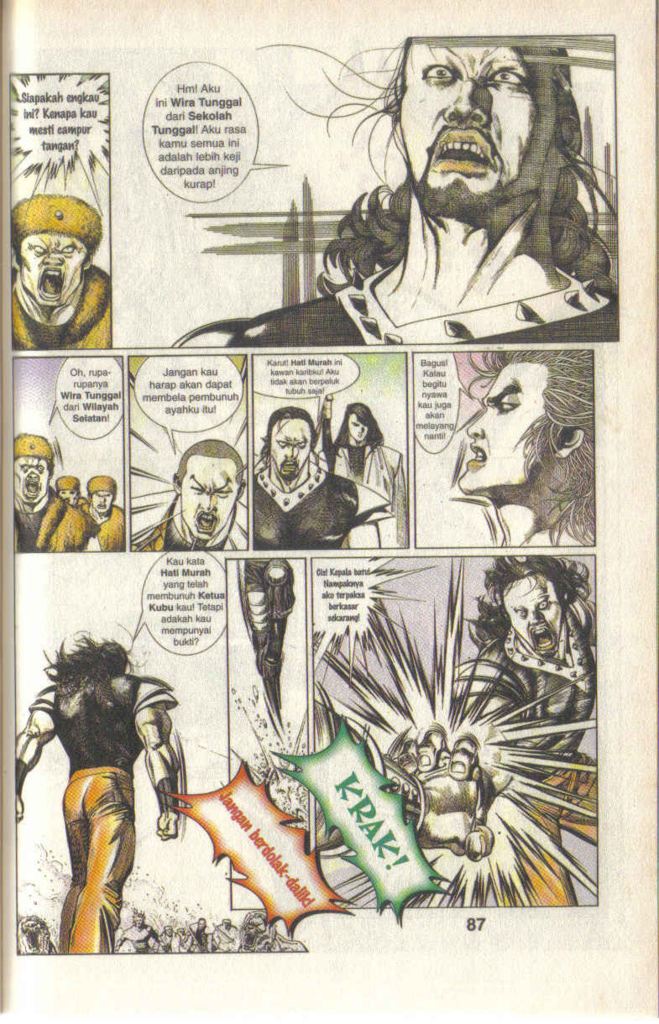 Siapakah engkau
ini? Kenapa kau
mesti campur
tangan?
Hm! Aku
ini Wira Tunggal
dari Sekolah
Tunggal! Aku rasa
kamu semua ini
adalah lebih keji
daripada anjing
kurap!
Oh, rupa-
rupanya
Wira Tunggal
dari Wilayah
Selatan!
Jangan kau
harap akan dapat
membela pembunuh
ayahku itu!
Karut! Hati Murah ini
kawan karibku! Aku
tidak akan berpeluk
tubuh saja!
Bagus!
Kalau
begitu
nyawa
kau juga
akan
melayang
nanti!
Kau kata
Hati Murah
yang telah
membunuh Ketua
Kubu kau! Tetapi
adakah kau
mempunyai
bukti?
Jangan berdolak-dalik!
Cis! Kepala batu!
Nampaknya
aku terpaksa
berkasar
sekarang!
KRAK!
87